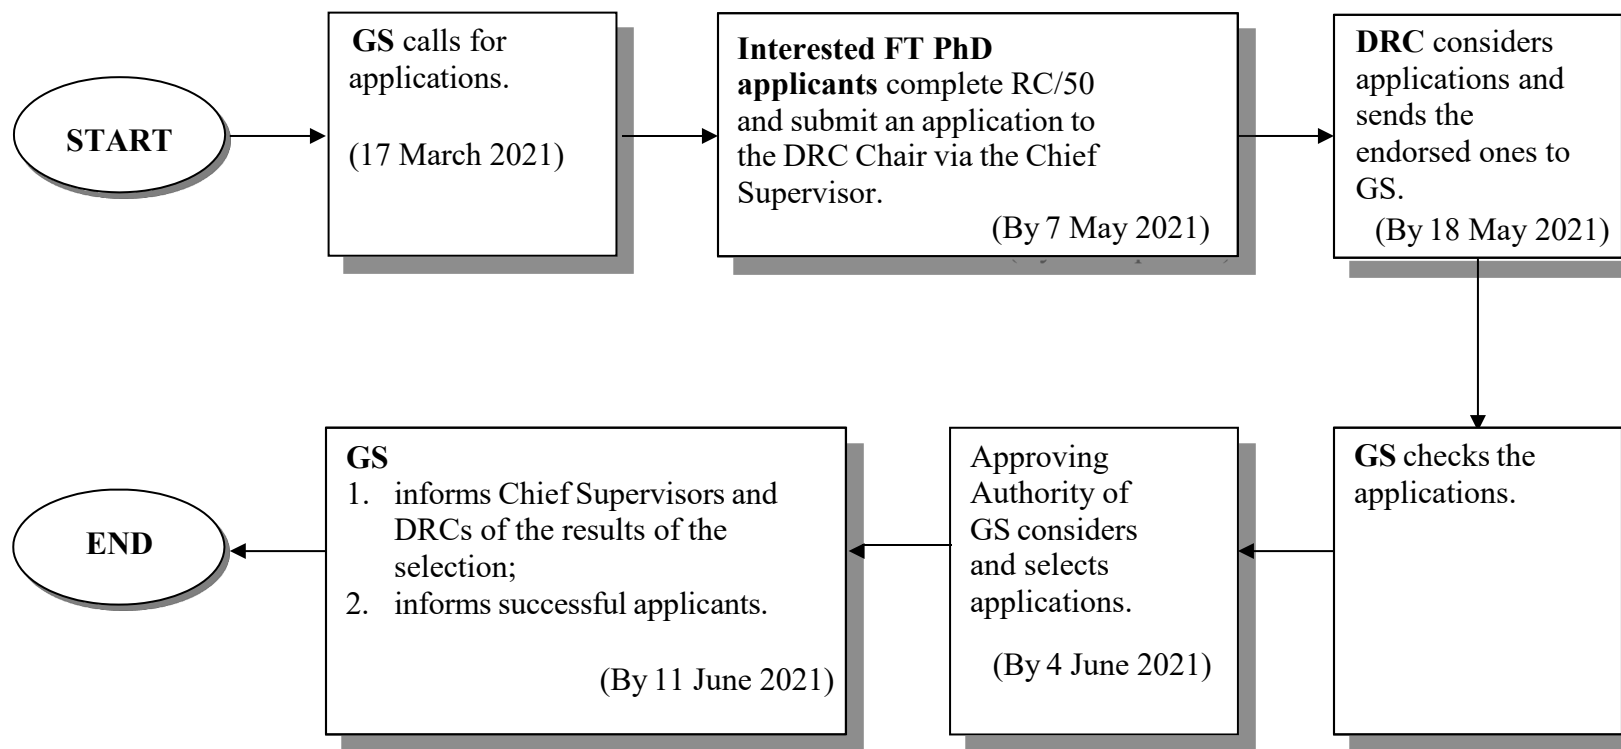 START
GS calls for
applications.
(17 March 2021)
Interested FT PhD
applicants complete RC/50
and submit an application to
the DRC Chair via the Chief
Supervisor.
(By 7 May 2021)
DRC considers
applications and
sends the
endorsed ones to
GS.
(By 18 May 2021)
GS checks the
applications.
Approving
Authority of
GS considers
and selects
applications.
(By 4 June 2021)
GS
1. informs Chief Supervisors and
DRCs of the results of the
selection;
2. informs successful applicants.
(By 11 June 2021)
END